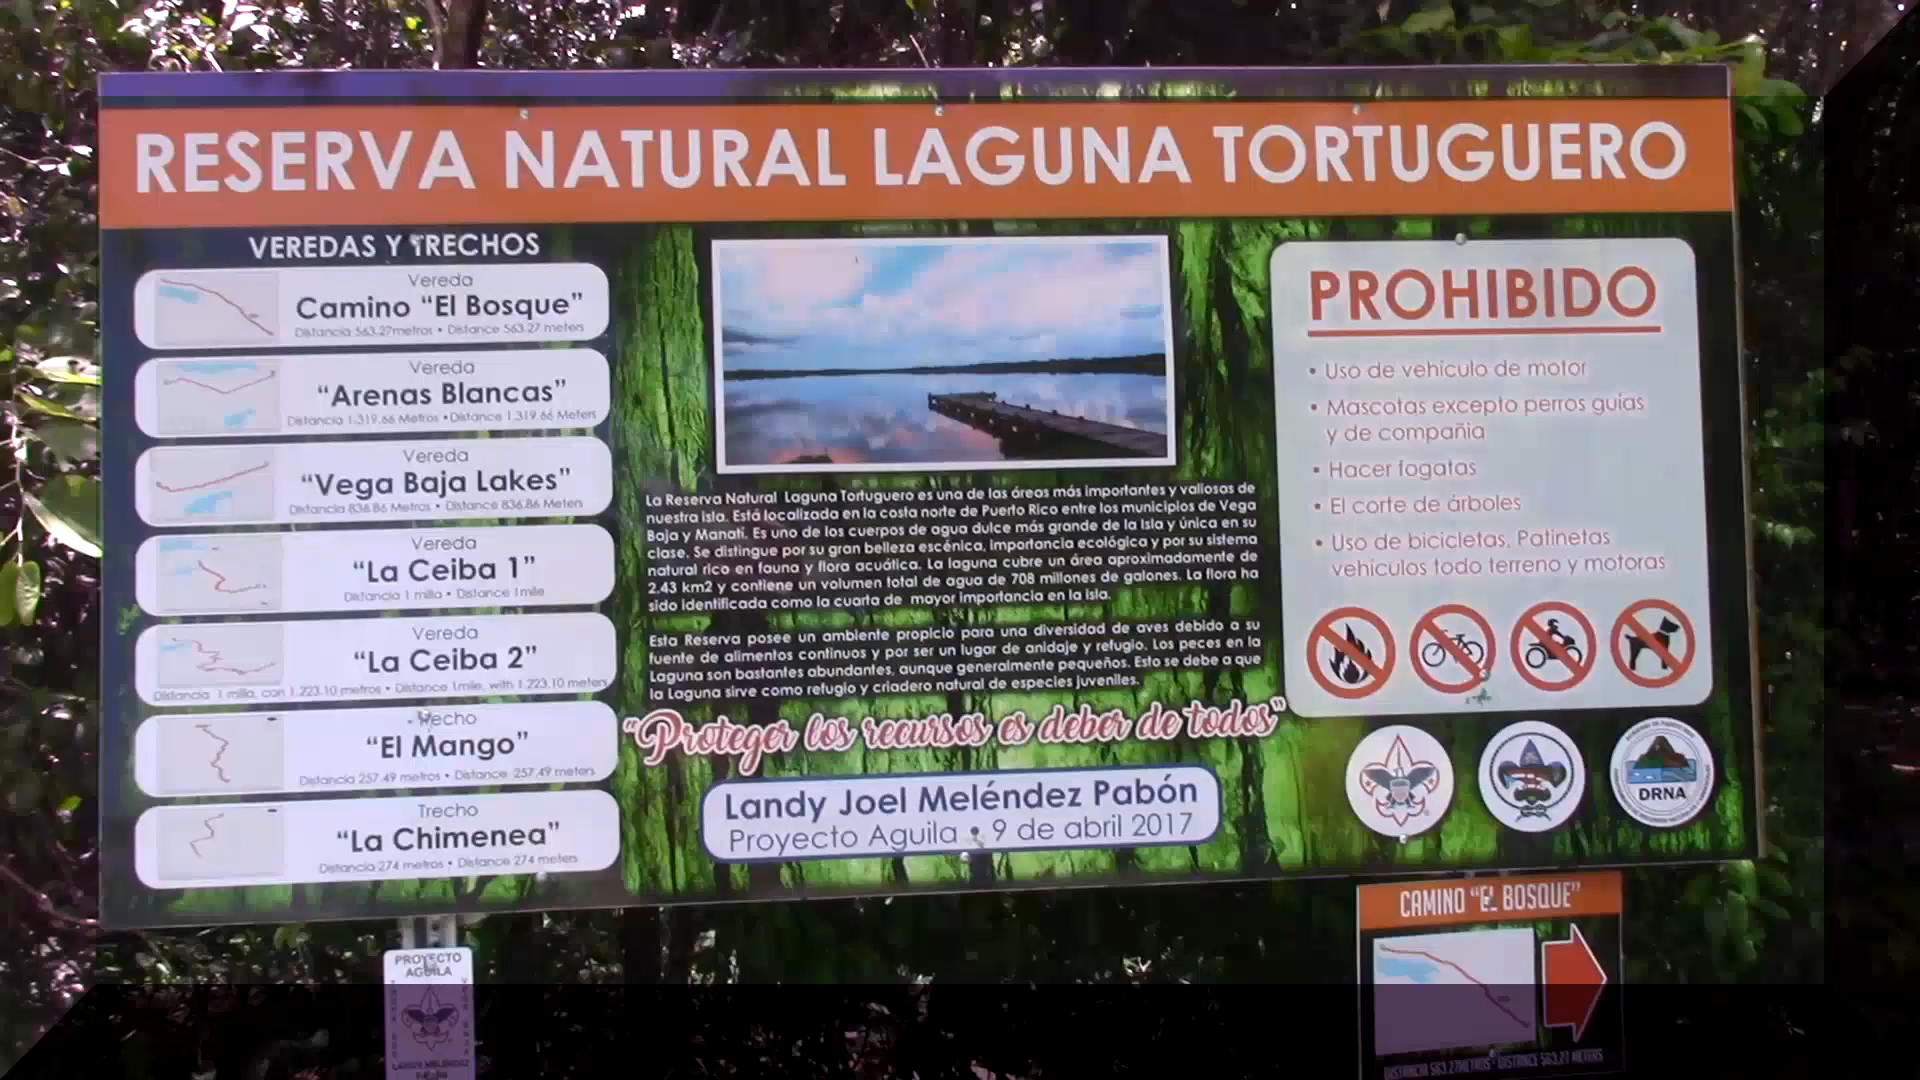 RESERVA NATURAL LAGUNA TORTUGUERO
VEREDAS Y TRECHOS
Vereda
Camino “El Bosque”
Distancia 563.27metros • Distance 563.27 meters
Vereda
“Arenas Blancas”
Distancia 1,319.66 Metros • Distance 1,319.66 Meters
Vereda
“Vega Baja Lakes”
Distancia 836.86 Metros • Distance 836.86 Meters
Vereda
“La Ceiba 1”
Distancia 1 milla • Distance 1mile
Vereda
“La Ceiba 2”
Distancia 1 milla, con 1,223.10 metros • Distance 1mile, with 1,223.10 meters
Trecho
“El Mango”
Distancia 257.49 metros • Distance 257.49 meters
Trecho
“La Chimenea”
Distancia 274 metros • Distance 274 meters
La Reserva Natural Laguna Tortuguero es una de las áreas más importantes y valiosas de
nuestra isla. Está localizada en la costa norte de Puerto Rico entre los municipios de Vega
Baja y Manatí. Es uno de los cuerpos de agua dulce más grande de la Isla y única en su
clase. Se distingue por su gran belleza escénica, importancia ecológica y por su sistema
natural rico en fauna y flora acuática. La laguna cubre un área aproximadamente de
2.43 km2 y contiene un volumen total de agua de 708 millones de galones. La flora ha
sido identificada como la cuarta de mayor importancia en la isla.
Esta Reserva posee un ambiente propicio para una diversidad de aves debido a su
fuente de alimentos continuos y por ser un lugar de anidaje y refugio. Los peces en la
Laguna son bastantes abundantes, aunque generalmente pequeños. Esto se debe a que
la Laguna sirve como refugio y criadero natural de especies juveniles.
“Proteger los recursos es deber de todos”
Landy Joel Meléndez Pabón
Proyecto Aguila • 9 de abril 2017
PROHIBIDO
• Uso de vehículo de motor
• Mascotas excepto perros guías
y de compañia
• Hacer fogatas
• El corte de árboles
• Uso de bicicletas, Patinetas
vehiculos todo terreno y motoras
DRNA
CAMINO “EL BOSQUE”
DISTANCIA 563.27METROS • DISTANCE 563.27 METERS
PROYECTO
AGUILA
LANDY MELÉNDEZ